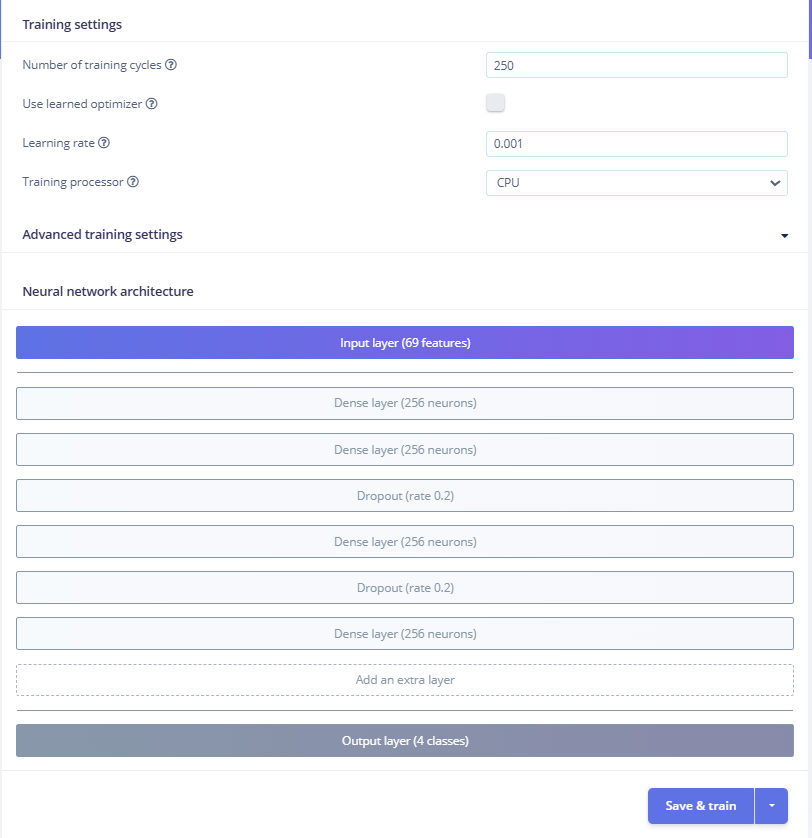 Training settings
Number of training cycles
250
Use learned optimizer
Learning rate
0.001
Training processor
CPU
Advanced training settings
Neural network architecture
Input layer (69 features)
Dense layer (256 neurons)
Dense layer (256 neurons)
Dropout (rate 0.2)
Dense layer (256 neurons)
Dropout (rate 0.2)
Dense layer (256 neurons)
Add an extra layer
Output layer (4 classes)
Save & train